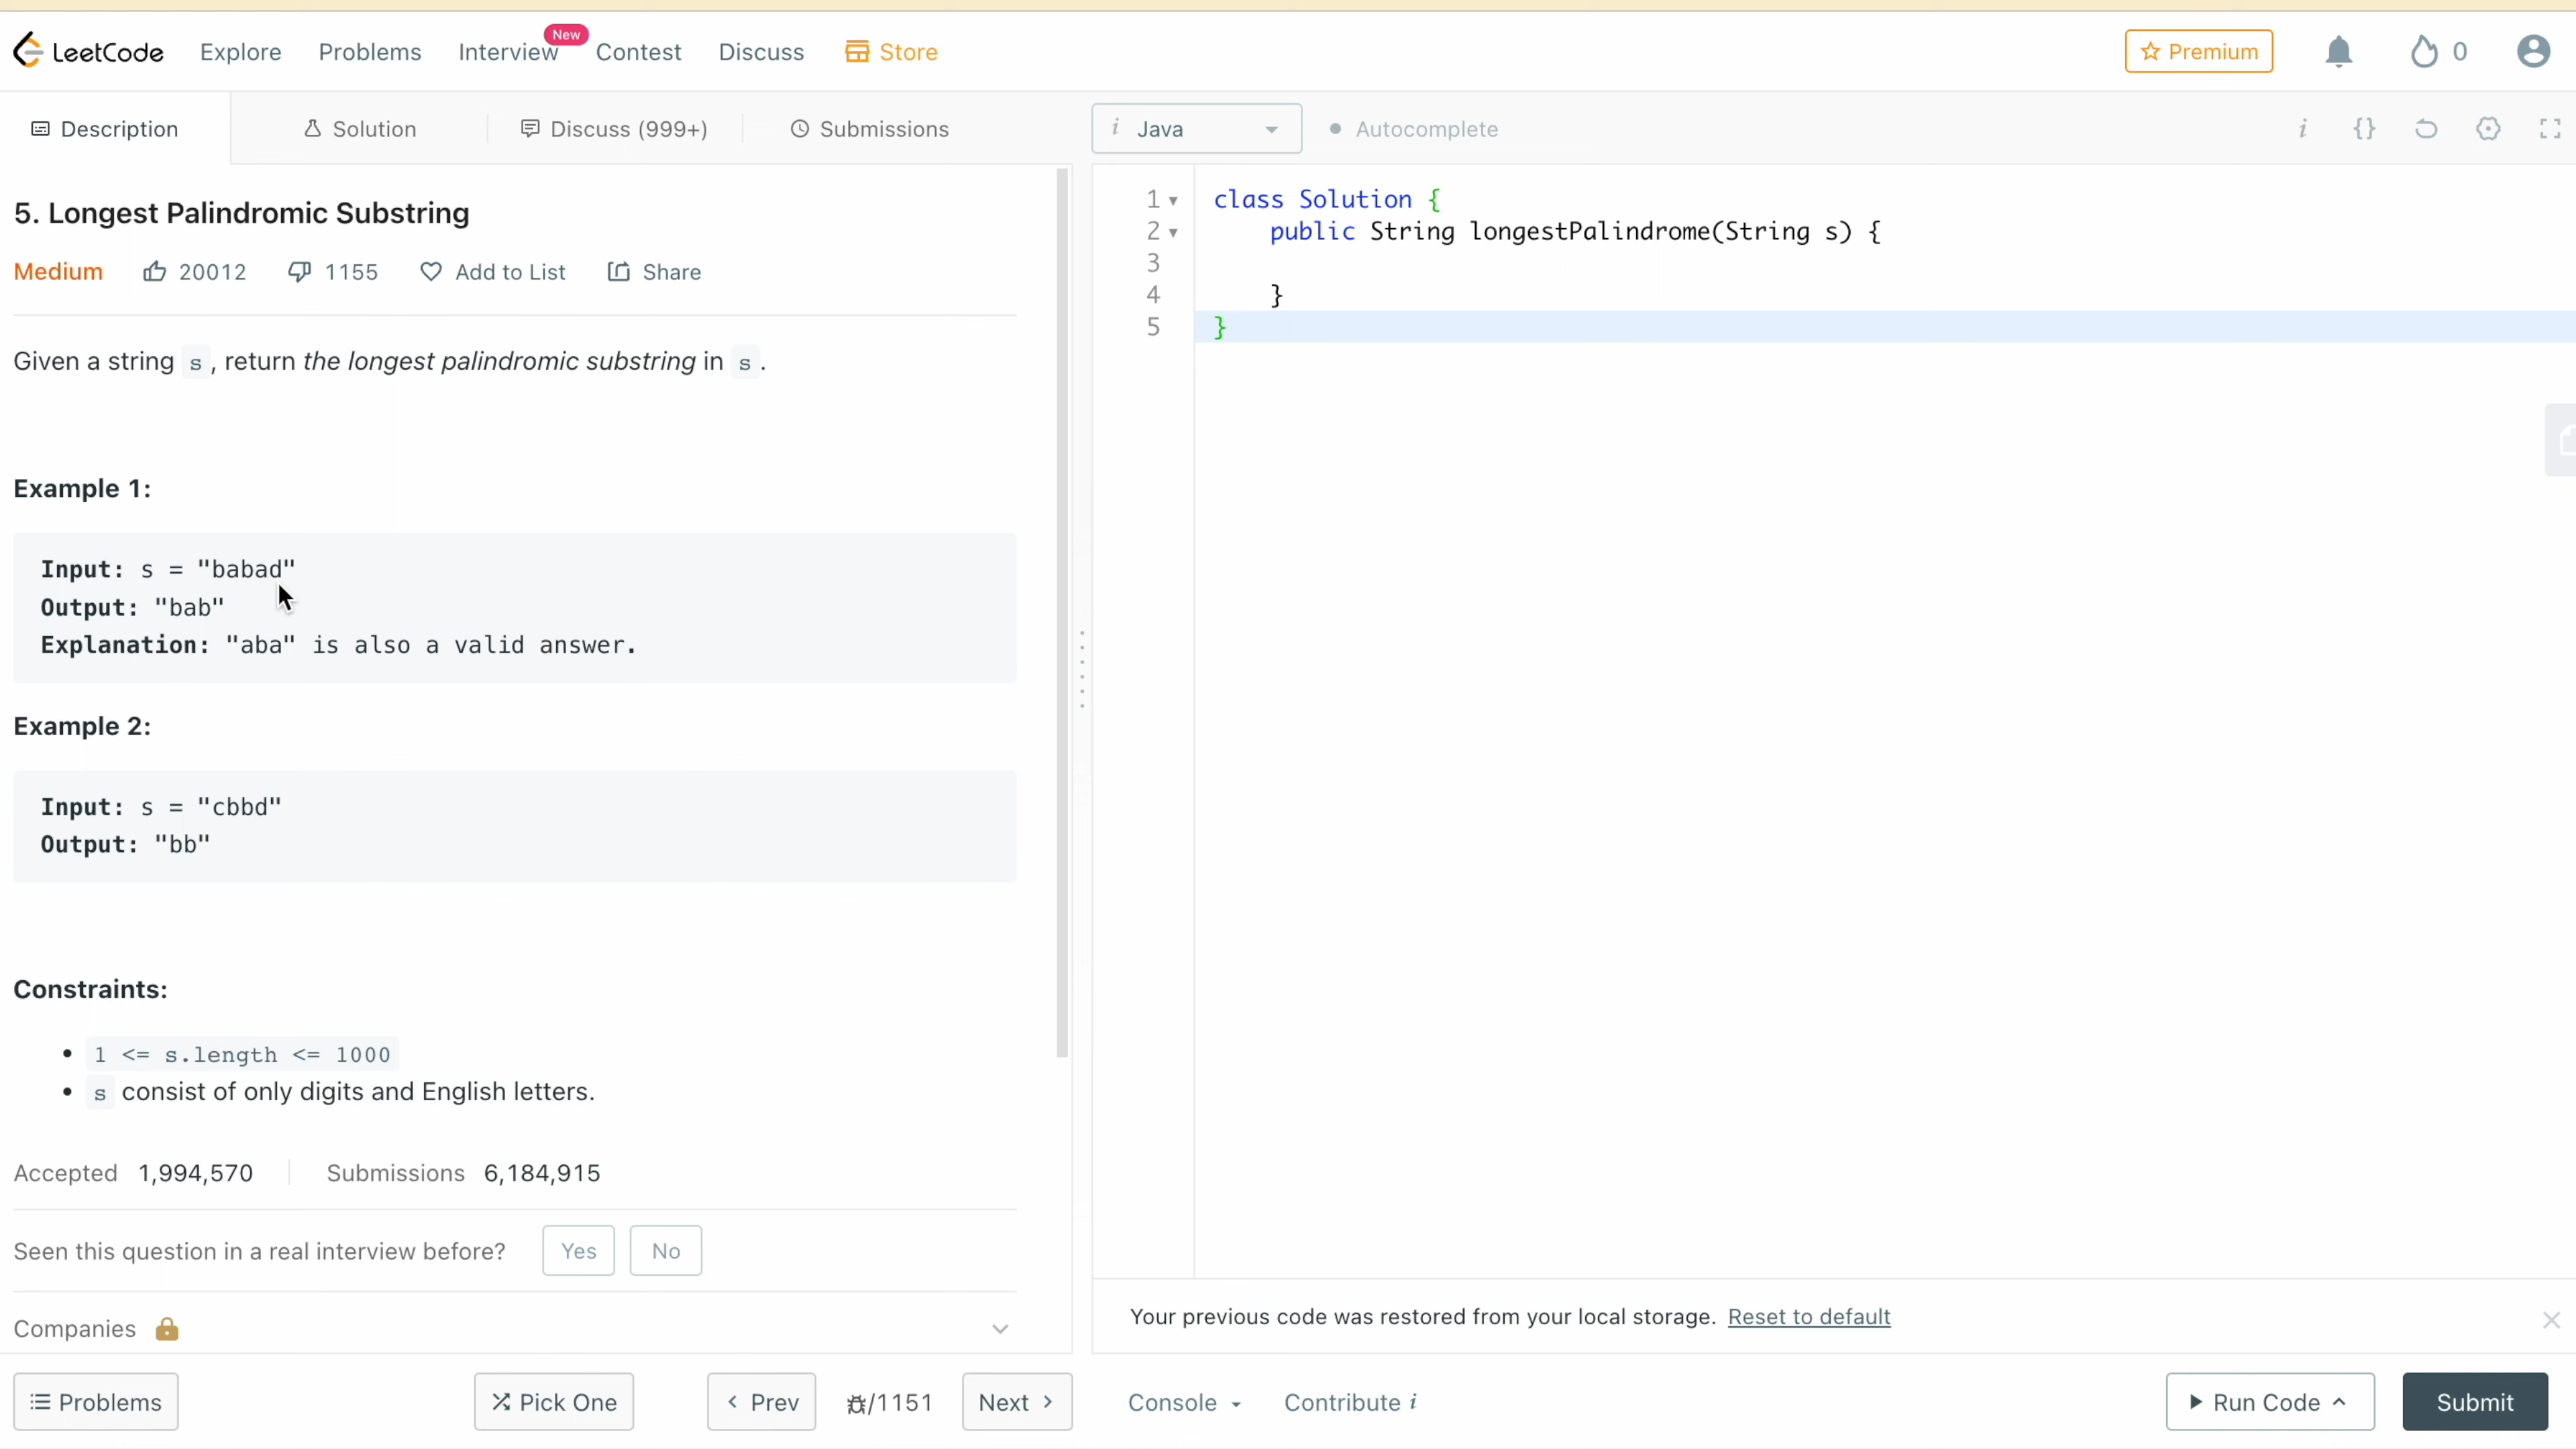 LeetCode Explore Problems Interview New Contest Discuss Store Premium 0
Description Solution Discuss (999+) Submissions
i Java Autocomplete i {}
5. Longest Palindromic Substring
Medium 20012 1155 Add to List Share
Given a string s , return the longest palindromic substring in s .
Example 1:
Input: s = "babad"
Output: "bab"
Explanation: "aba" is also a valid answer.
Example 2:
Input: s = "cbbd"
Output: "bb"
Constraints:
• 1 <= s.length <= 1000
• s consist of only digits and English letters.
Accepted 1,994,570 Submissions 6,184,915
Seen this question in a real interview before? Yes No
Companies
Problems Pick One Prev /1151 Next
1 class Solution {
2 public String longestPalindrome(String s) {
3
4 }
5 }
Your previous code was restored from your local storage. Reset to default
Console Contribute i Run Code Submit